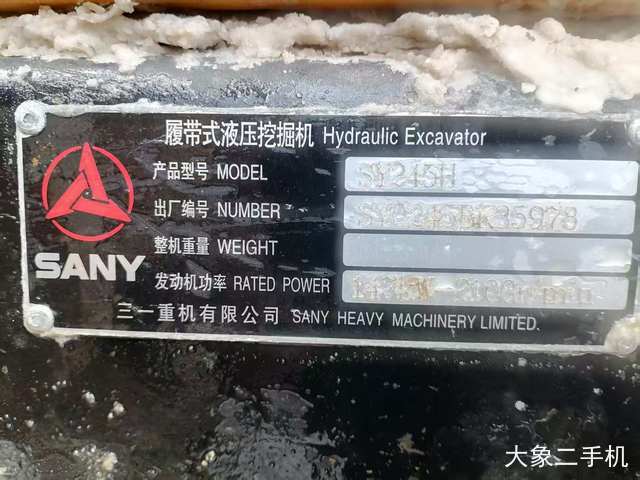 履带式液压挖掘机 Hydraulic Excavator
产品型号 MODEL SY245H
出厂编号 NUMBER
整机重量 WEIGHT
发动机功率 RATED POWER
SANY
三一重机有限公司 SANY HEAVY MACHINERY LIMITED.
大象二手机